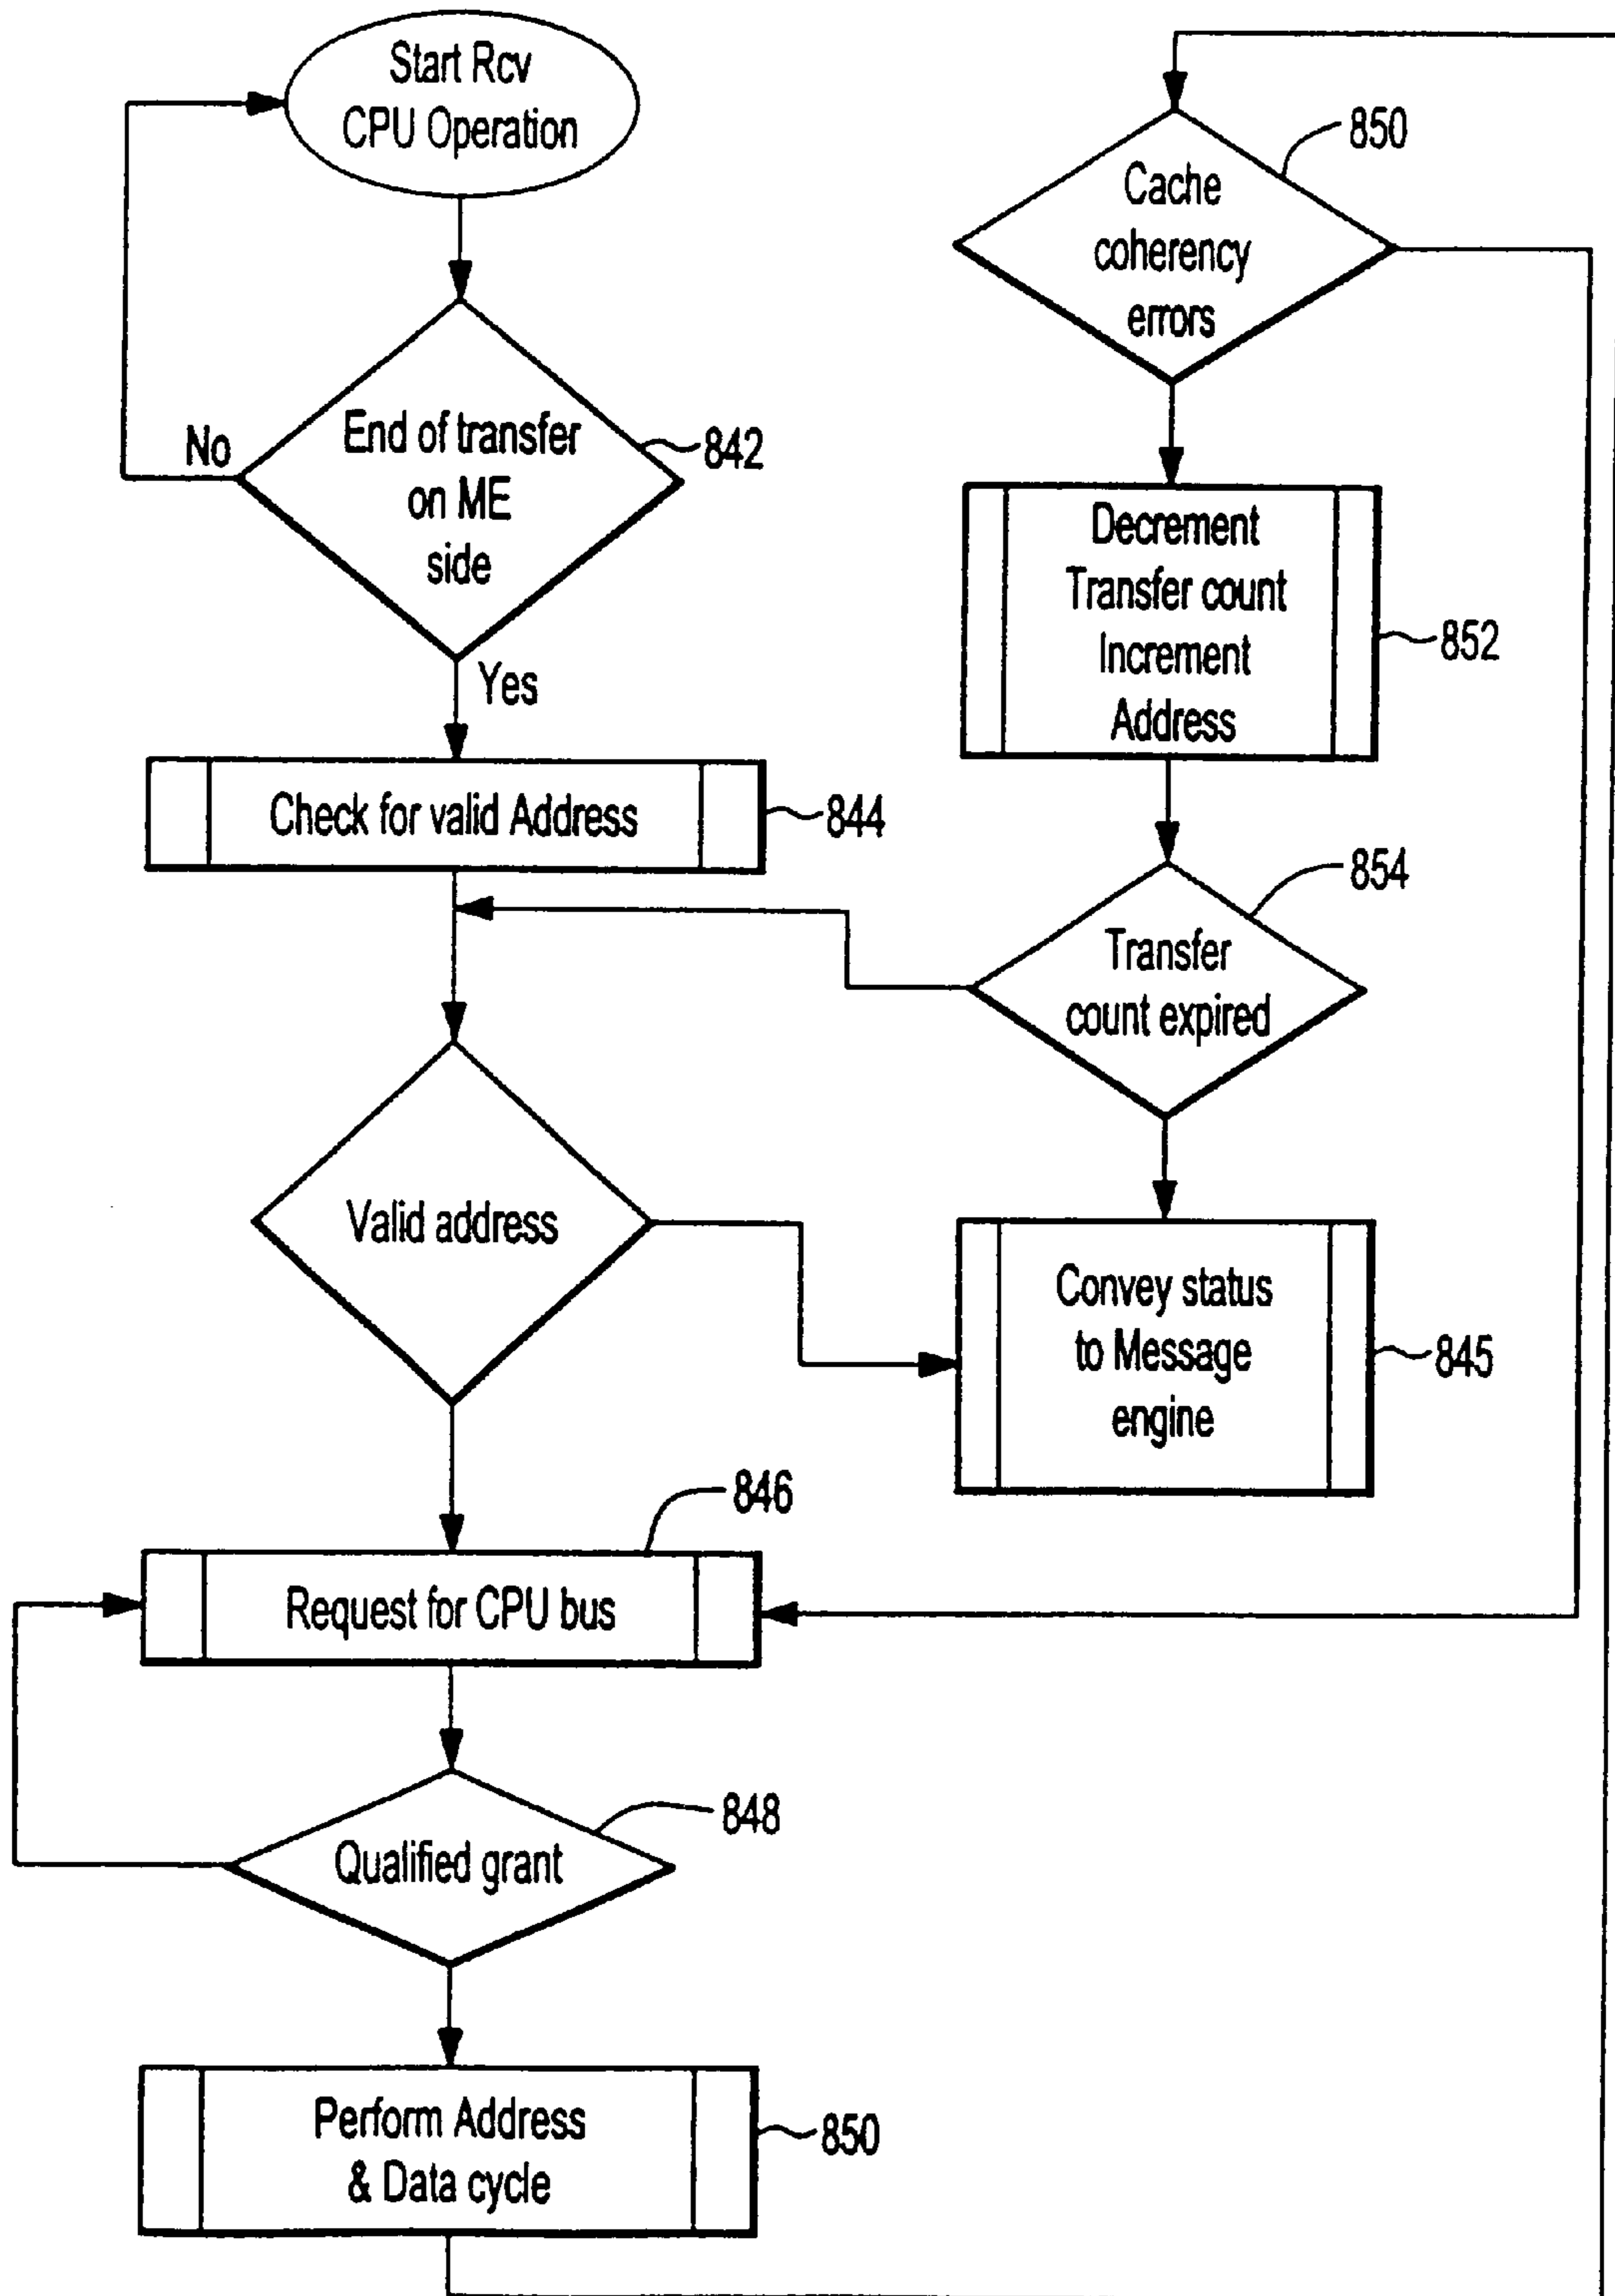 Start Rcv
CPU Operation
No
End of transfer
on ME
side
842
Yes
Check for valid Address
844
Valid address
846
Request for CPU bus
848
Qualified grant
Perform Address
& Data cycle
850
850
Cache
coherency
errors
Decrement
Transfer count
Increment
Address
852
854
Transfer
count expired
Convey status
to Message
engine
845